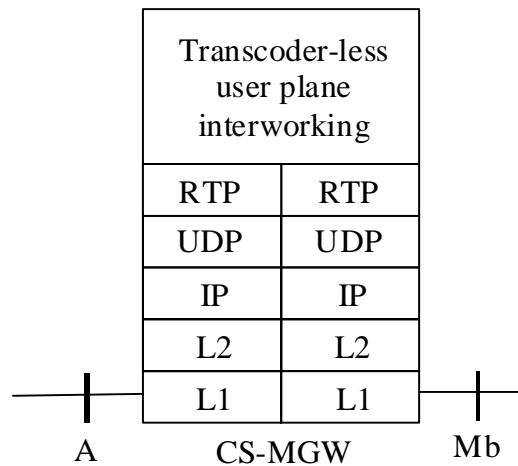 Transcoder-less
user plane
interworking
RTP RTP
UDP UDP
IP IP
L2 L2
L1 L1
A CS-MGW Mb